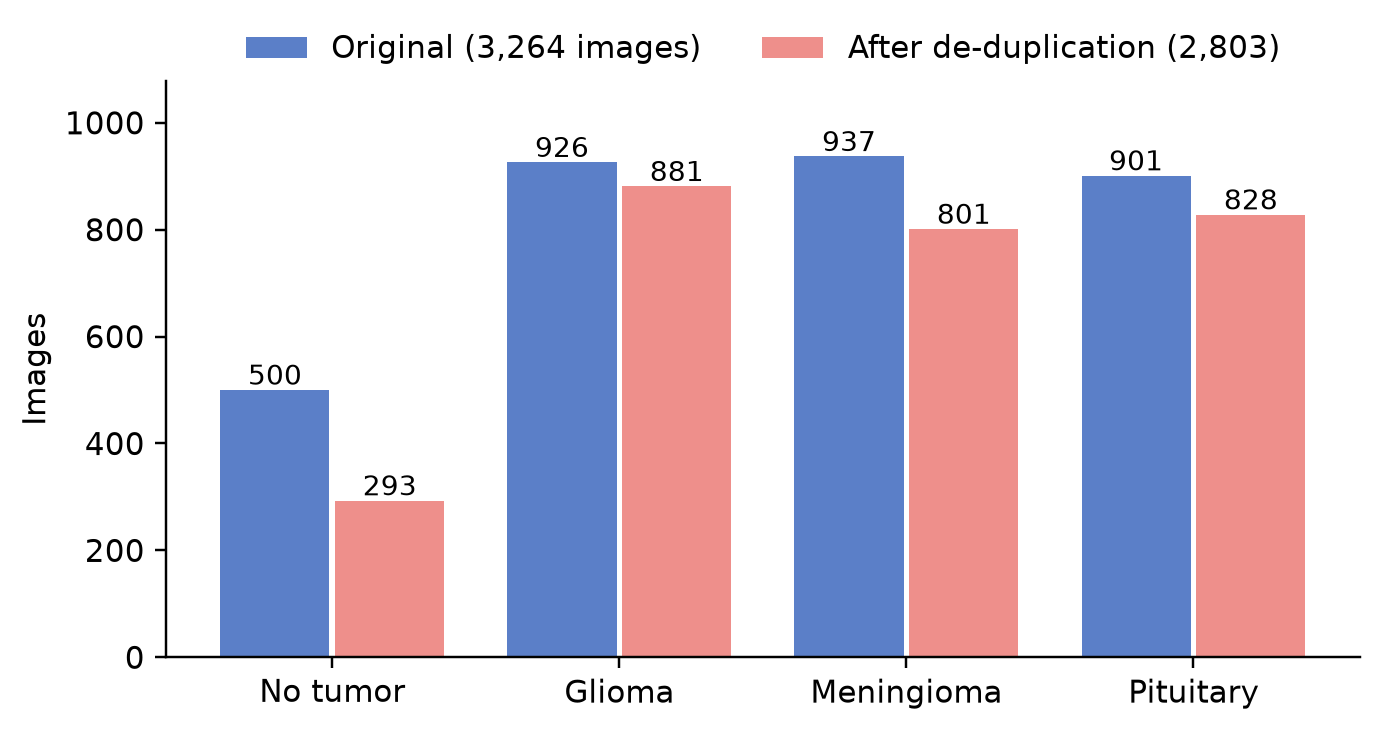 Original (3,264 images)
After de-duplication (2,803)
1000
800
600
400
200
0
Images
500
293
926
881
937
801
901
828
No tumor
Glioma
Meningioma
Pituitary